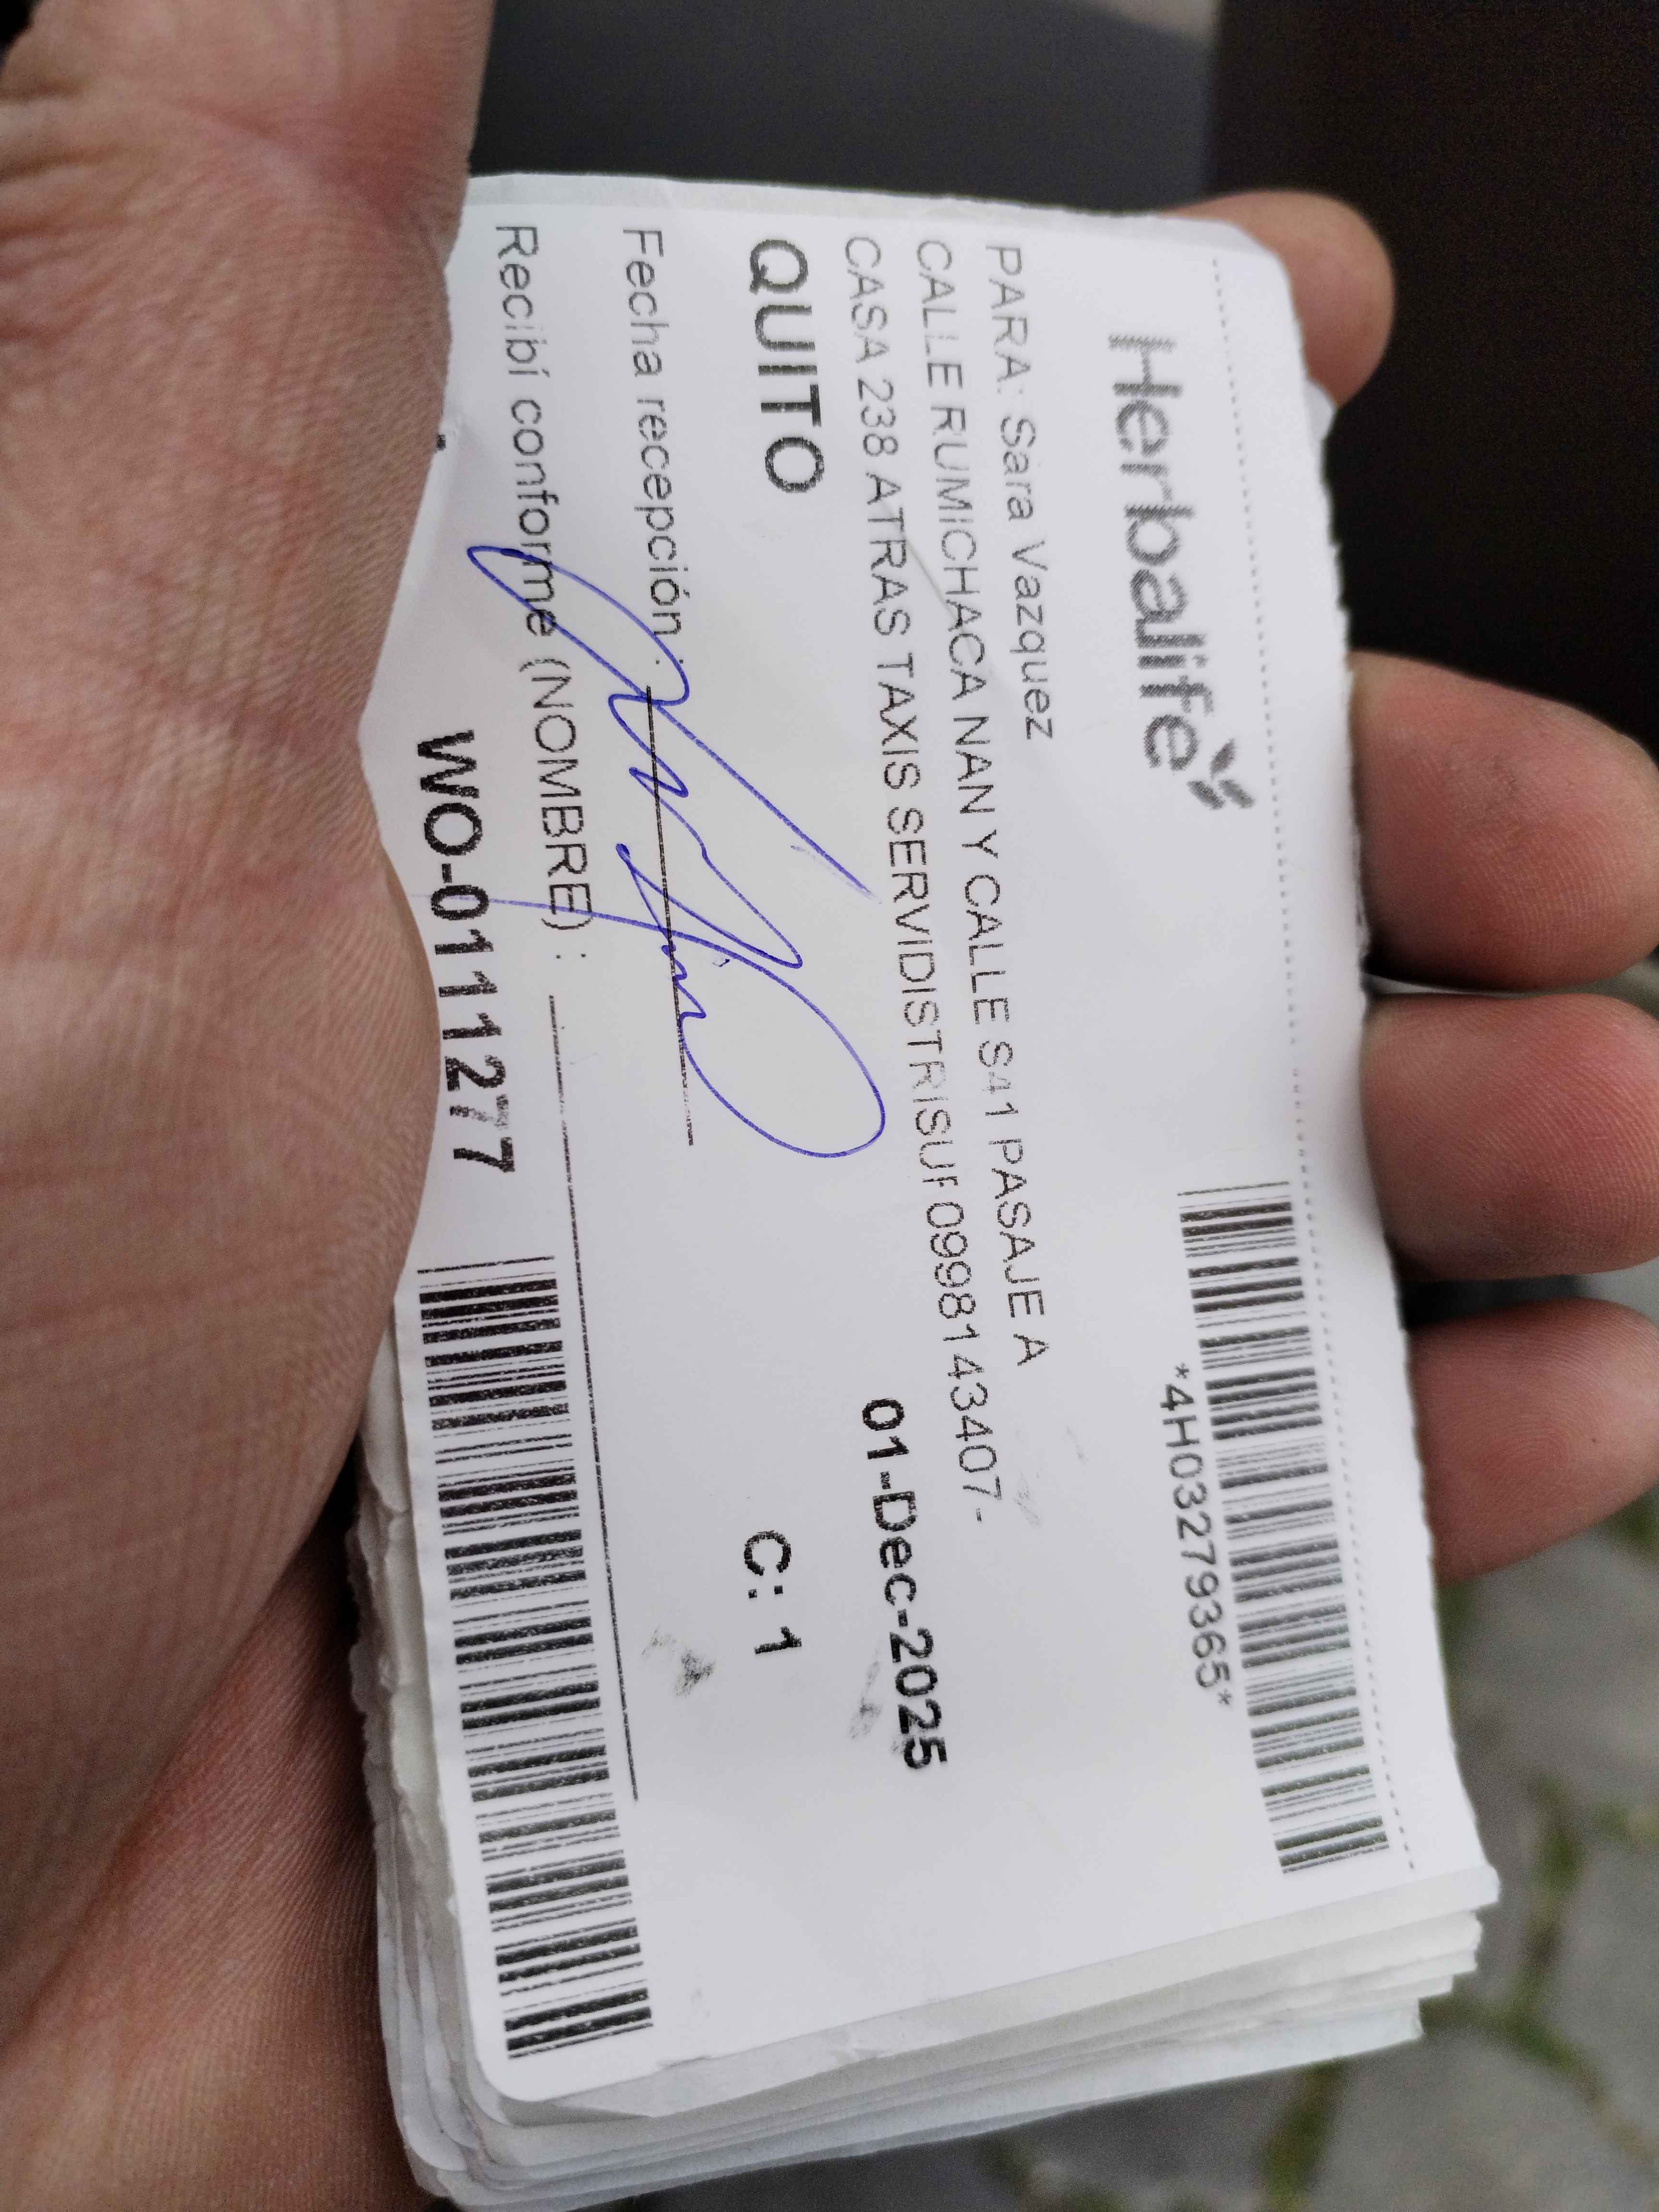 Herbalife
*4H03279365*
PARA: Sara Vazquez
CALLE RUMICHACA NAN Y CALLE S41 PASAJE A
CASA 238 ATRAS TAXIS SERVIDISTRISUR 0998143407-
01-Dec-2025
QUITO
C: 1
Fecha recepción :
Recibí conforme (NOMBRE) :
WO-0111277